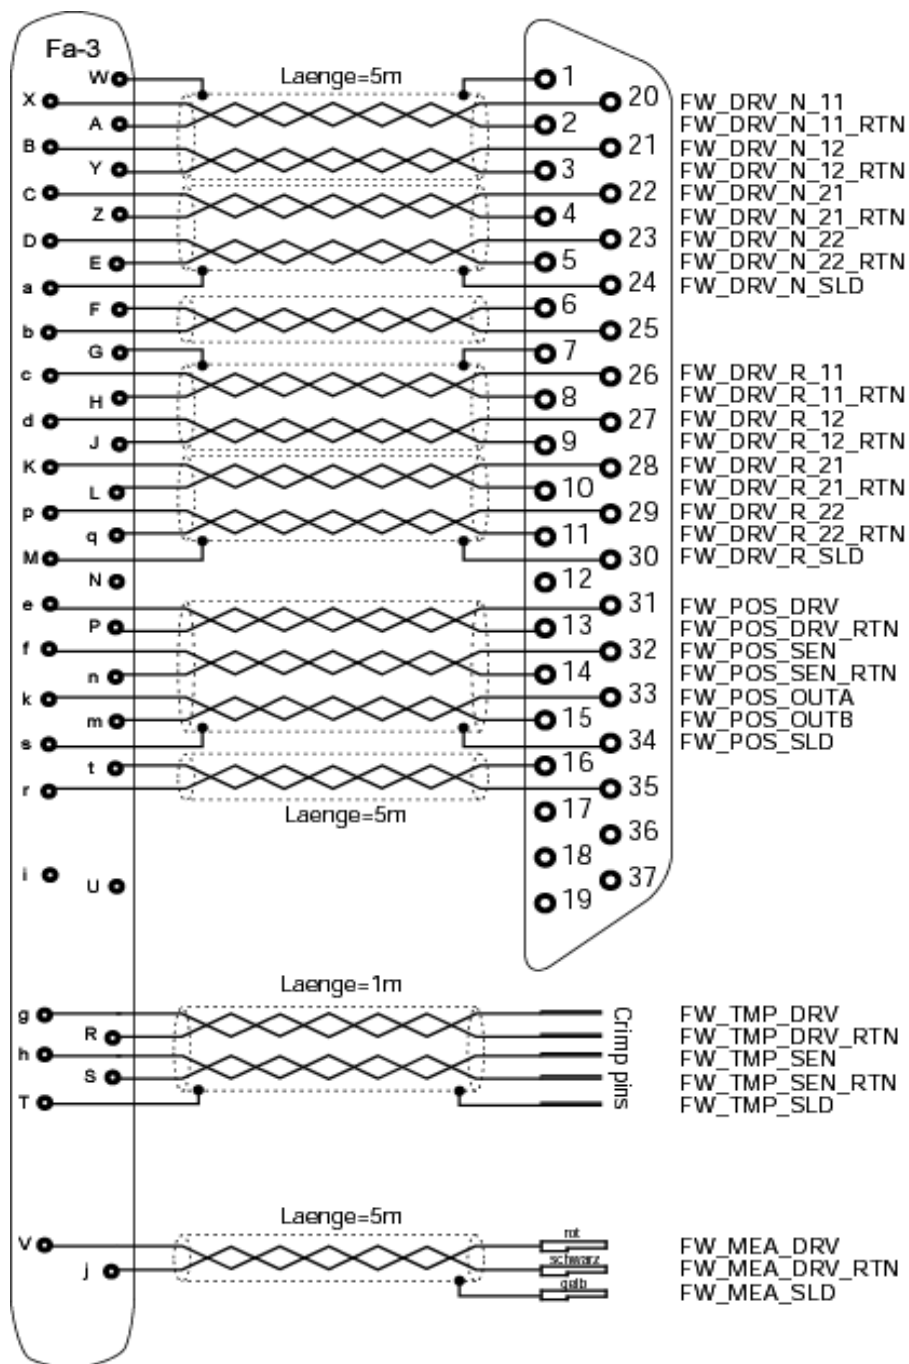 Fa-3
W Laenge=5m 1
X 20 FW_DRV_N_11
A 2 FW_DRV_N_11_RTN
B 21 FW_DRV_N_12
Y 3 FW_DRV_N_12_RTN
C 22 FW_DRV_N_21
Z 4 FW_DRV_N_21_RTN
D 23 FW_DRV_N_22
E 5 FW_DRV_N_22_RTN
a 24 FW_DRV_N_SLD
F 6
b 25
G 7
c 26 FW_DRV_R_11
H 8 FW_DRV_R_11_RTN
d 27 FW_DRV_R_12
J 9 FW_DRV_R_12_RTN
K 28 FW_DRV_R_21
L 10 FW_DRV_R_21_RTN
p 29 FW_DRV_R_22
q 11 FW_DRV_R_22_RTN
M 30 FW_DRV_R_SLD
N 12
e 31 FW_POS_DRV
P 13 FW_POS_DRV_RTN
f 32 FW_POS_SEN
n 14 FW_POS_SEN_RTN
k 33 FW_POS_OUTA
m 15 FW_POS_OUTB
s 34 FW_POS_SLD
t 16
r 35
Laenge=5m 17
36
18
i 37
U 19
Laenge=1m
g FW_TMP_DRV
R FW_TMP_DRV_RTN
h FW_TMP_SEN
S FW_TMP_SEN_RTN
T FW_TMP_SLD
Crimp pins
Laenge=5m
rot
V FW_MEA_DRV
schwarz
j FW_MEA_DRV_RTN
gelb
FW_MEA_SLD